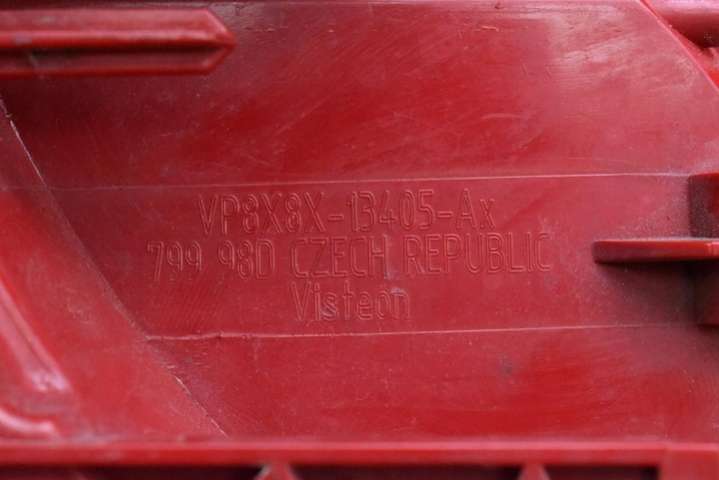 VP8X8X-13405-Ax
799 98D CZECH REPUBLIC
Visteon